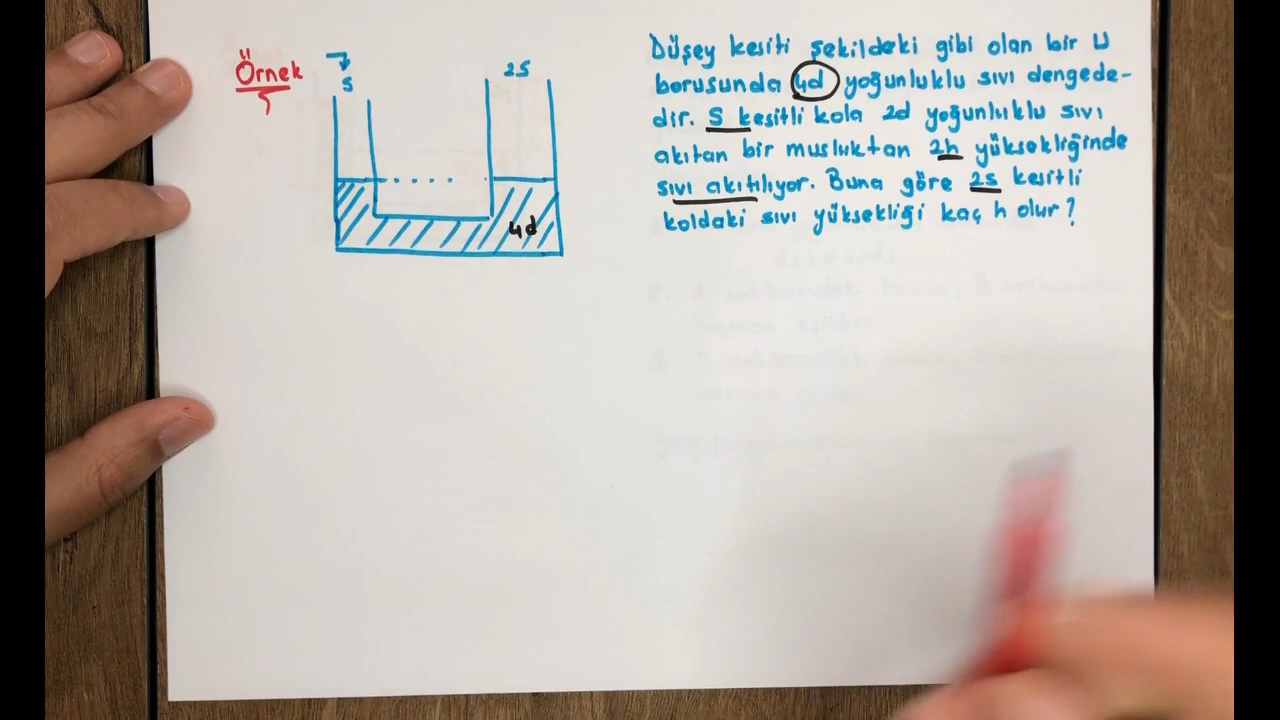 Örnek
S
2S
4d
Düşey kesiti şekildeki gibi olan bir U
borusunda 4d yoğunluklu sıvı dengede-
dir. S kesitli kola 2d yoğunluklu sıvı
akıtan bir musluktan 2h yüksekliğinde
sıvı akıtılıyor. Buna göre 2s kesitli
koldaki sıvı yüksekliği kaç h olur?